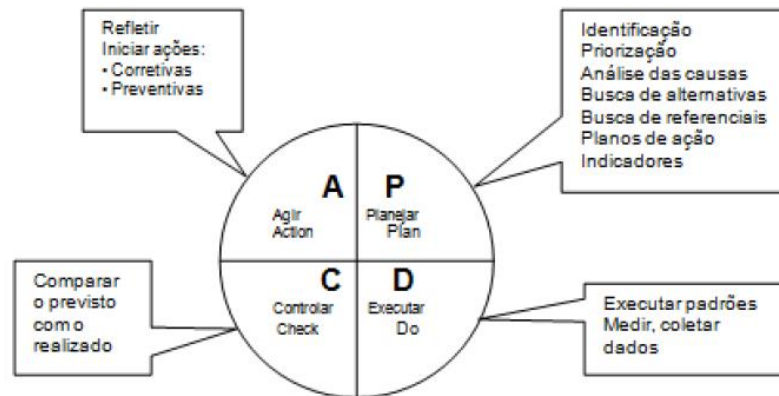 Refletir
Iniciar ações:
• Corretivas
• Preventivas
Identificação
Priorização
Análise das causas
Busca de alternativas
Busca de referenciais
Planos de ação
Indicadores
A
Agir
Action
P
Planejar
Plan
C
Controlar
Check
D
Executar
Do
Comparar
o previsto
com o
realizado
Executar padrões
Medir, coletar
dados